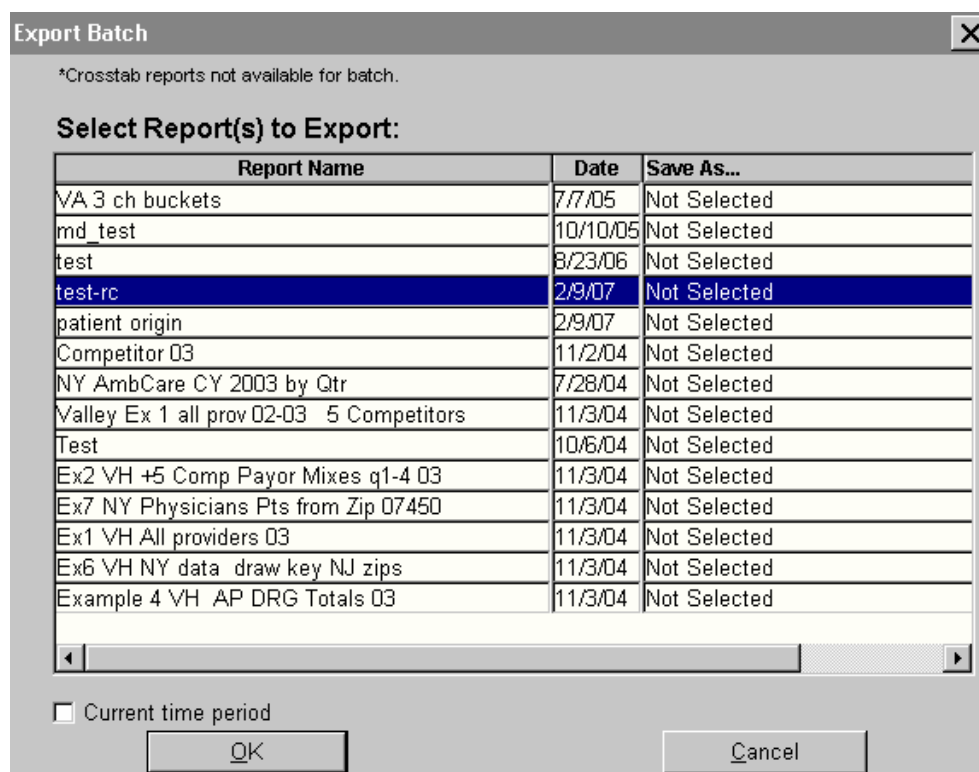 Export Batch
*Crosstab reports not available for batch.
Select Report(s) to Export:
Report Name Date Save As...
VA 3 ch buckets 7/7/05 Not Selected
md_test 10/10/05 Not Selected
test 8/23/06 Not Selected
test-rc 2/9/07 Not Selected
patient origin 2/9/07 Not Selected
Competitor 03 11/2/04 Not Selected
NY AmbCare CY 2003 by Qtr 7/28/04 Not Selected
Valley Ex 1 all prov 02-03 5 Competitors 11/3/04 Not Selected
Test 10/6/04 Not Selected
Ex2 VH +5 Comp Payor Mixes q1-4 03 11/3/04 Not Selected
Ex7 NY Physicians Pts from Zip 07450 11/3/04 Not Selected
Ex1 VH All providers 03 11/3/04 Not Selected
Ex6 VH NY data draw key NJ zips 11/3/04 Not Selected
Example 4 VH AP DRG Totals 03 11/3/04 Not Selected
Current time period
OK Cancel